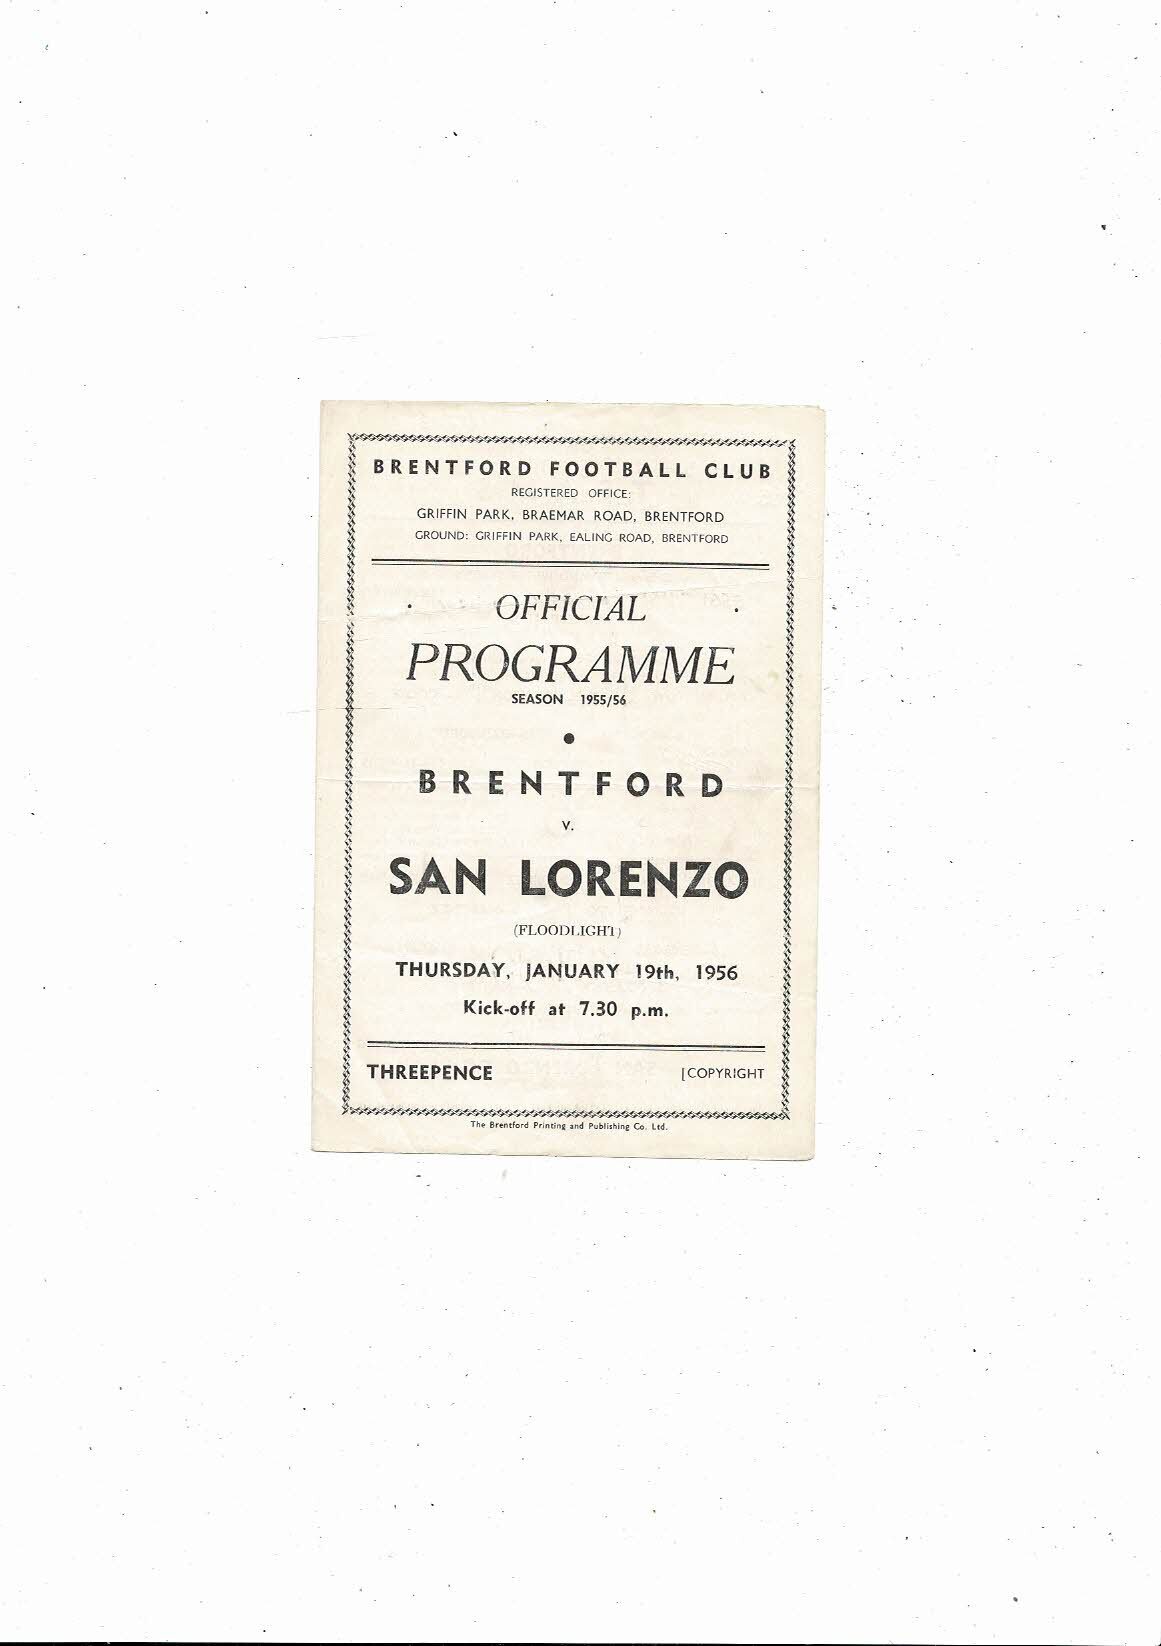 BRENTFORD FOOTBALL CLUB
REGISTERED OFFICE:
GRIFFIN PARK, BRAEMAR ROAD, BRENTFORD
GROUND: GRIFFIN PARK, EALING ROAD, BRENTFORD
OFFICIAL
PROGRAMME
SEASON 1955/56
BRENTFORD
v.
SAN LORENZO
(FLOODLIGHT)
THURSDAY, JANUARY 19th, 1956
Kick-off at 7.30 p.m.
THREEPENCE [COPYRIGHT
The Brentford Printing and Publishing Co. Ltd.